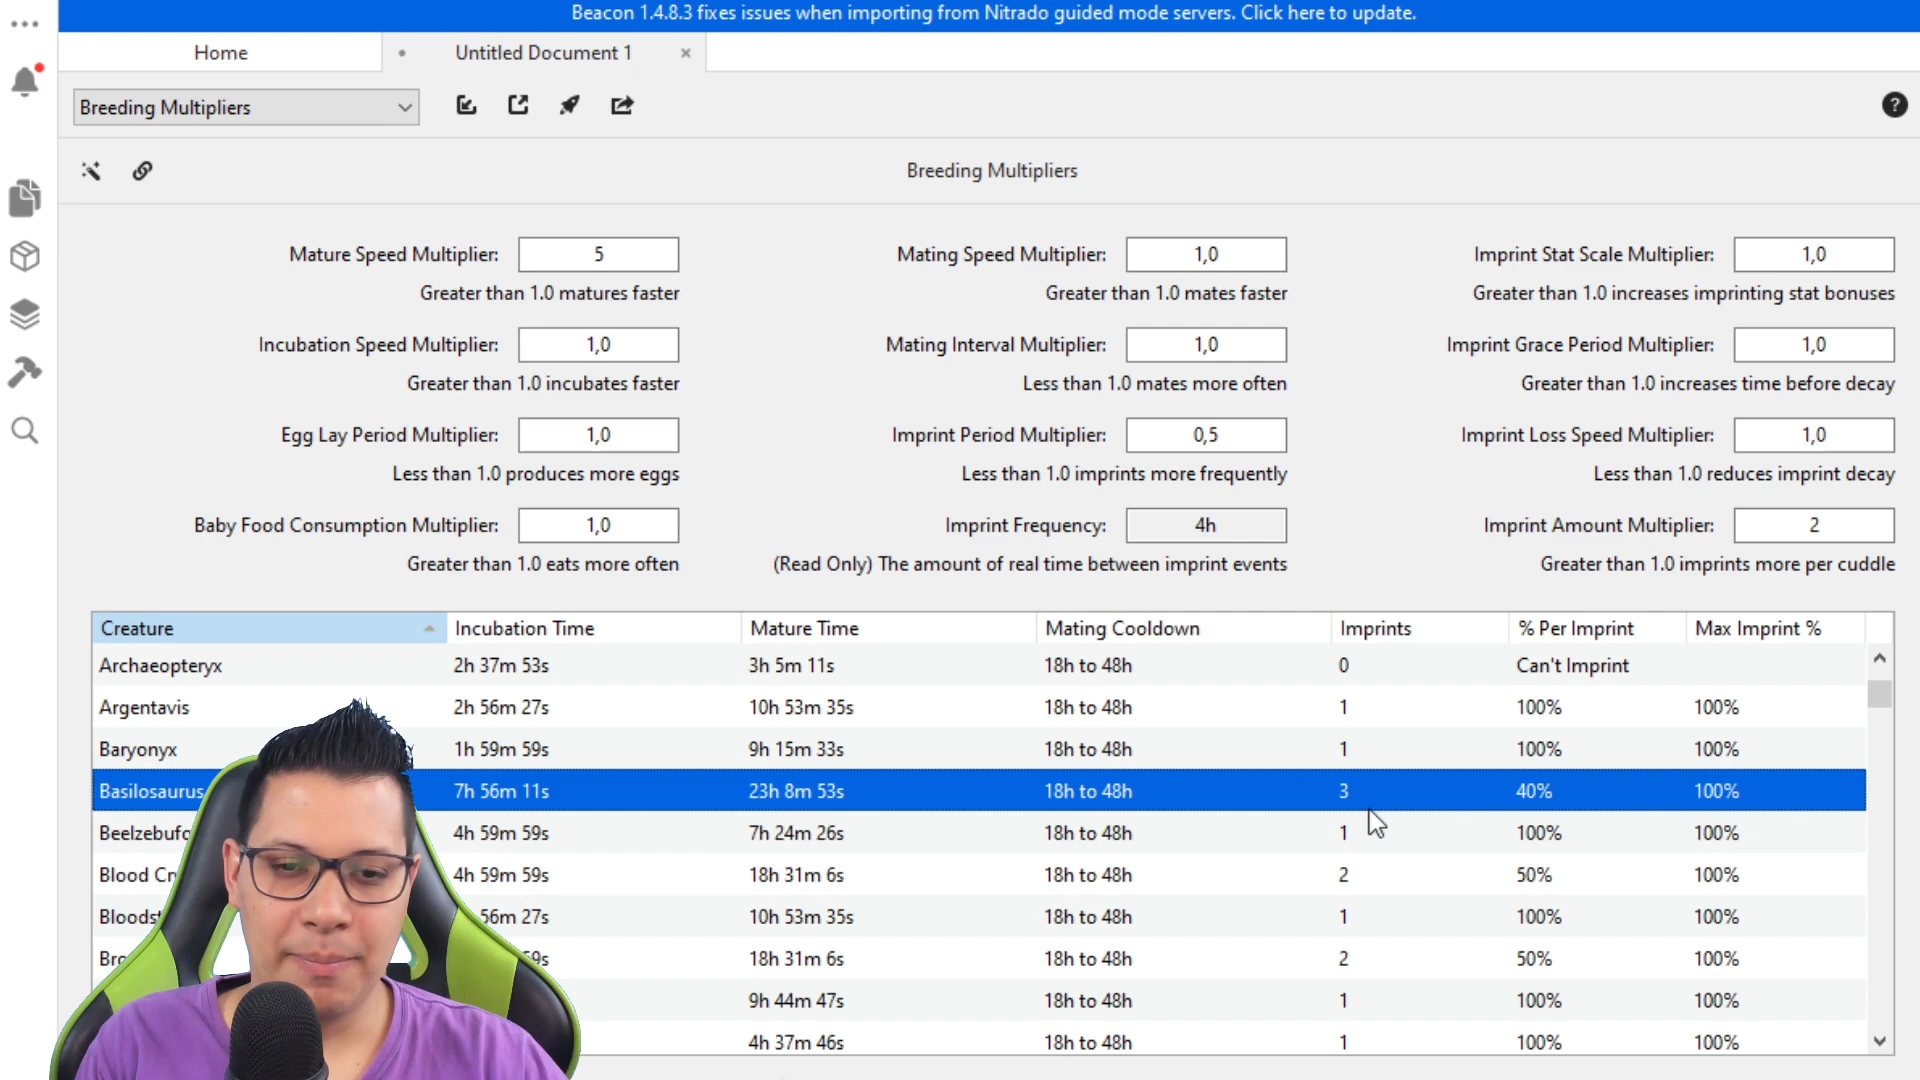 Beacon 1.4.8.3 fixes issues when importing from Nitrado guided mode servers. Click here to update.
Home
Untitled Document 1
Breeding Multipliers
Breeding Multipliers
Mature Speed Multiplier: 5 Mating Speed Multiplier: 1,0 Imprint Stat Scale Multiplier: 1,0
Greater than 1.0 matures faster Greater than 1.0 mates faster Greater than 1.0 increases imprinting stat bonuses
Incubation Speed Multiplier: 1,0 Mating Interval Multiplier: 1,0 Imprint Grace Period Multiplier: 1,0
Greater than 1.0 incubates faster Less than 1.0 mates more often Greater than 1.0 increases time before decay
Egg Lay Period Multiplier: 1,0 Imprint Period Multiplier: 0,5 Imprint Loss Speed Multiplier: 1,0
Less than 1.0 produces more eggs Less than 1.0 imprints more frequently Less than 1.0 reduces imprint decay
Baby Food Consumption Multiplier: 1,0 Imprint Frequency: 4h Imprint Amount Multiplier: 2
Greater than 1.0 eats more often (Read Only) The amount of real time between imprint events Greater than 1.0 imprints more per cuddle
Creature Incubation Time Mature Time Mating Cooldown Imprints % Per Imprint Max Imprint %
Archaeopteryx 2h 37m 53s 3h 5m 11s 18h to 48h 0 Can't Imprint
Argentavis 2h 56m 27s 10h 53m 35s 18h to 48h 1 100% 100%
Baryonyx 1h 59m 59s 9h 15m 33s 18h to 48h 1 100% 100%
Basilosaurus 7h 56m 11s 23h 8m 53s 18h to 48h 3 40% 100%
Beelzebufo 4h 59m 59s 7h 24m 26s 18h to 48h 1 100% 100%
Blood Cr 4h 59m 59s 18h 31m 6s 18h to 48h 2 50% 100%
Bloodst 56m 27s 10h 53m 35s 18h to 48h 1 100% 100%
Bro 59s 18h 31m 6s 18h to 48h 2 50% 100%
9h 44m 47s 18h to 48h 1 100% 100%
4h 37m 46s 18h to 48h 1 100% 100%